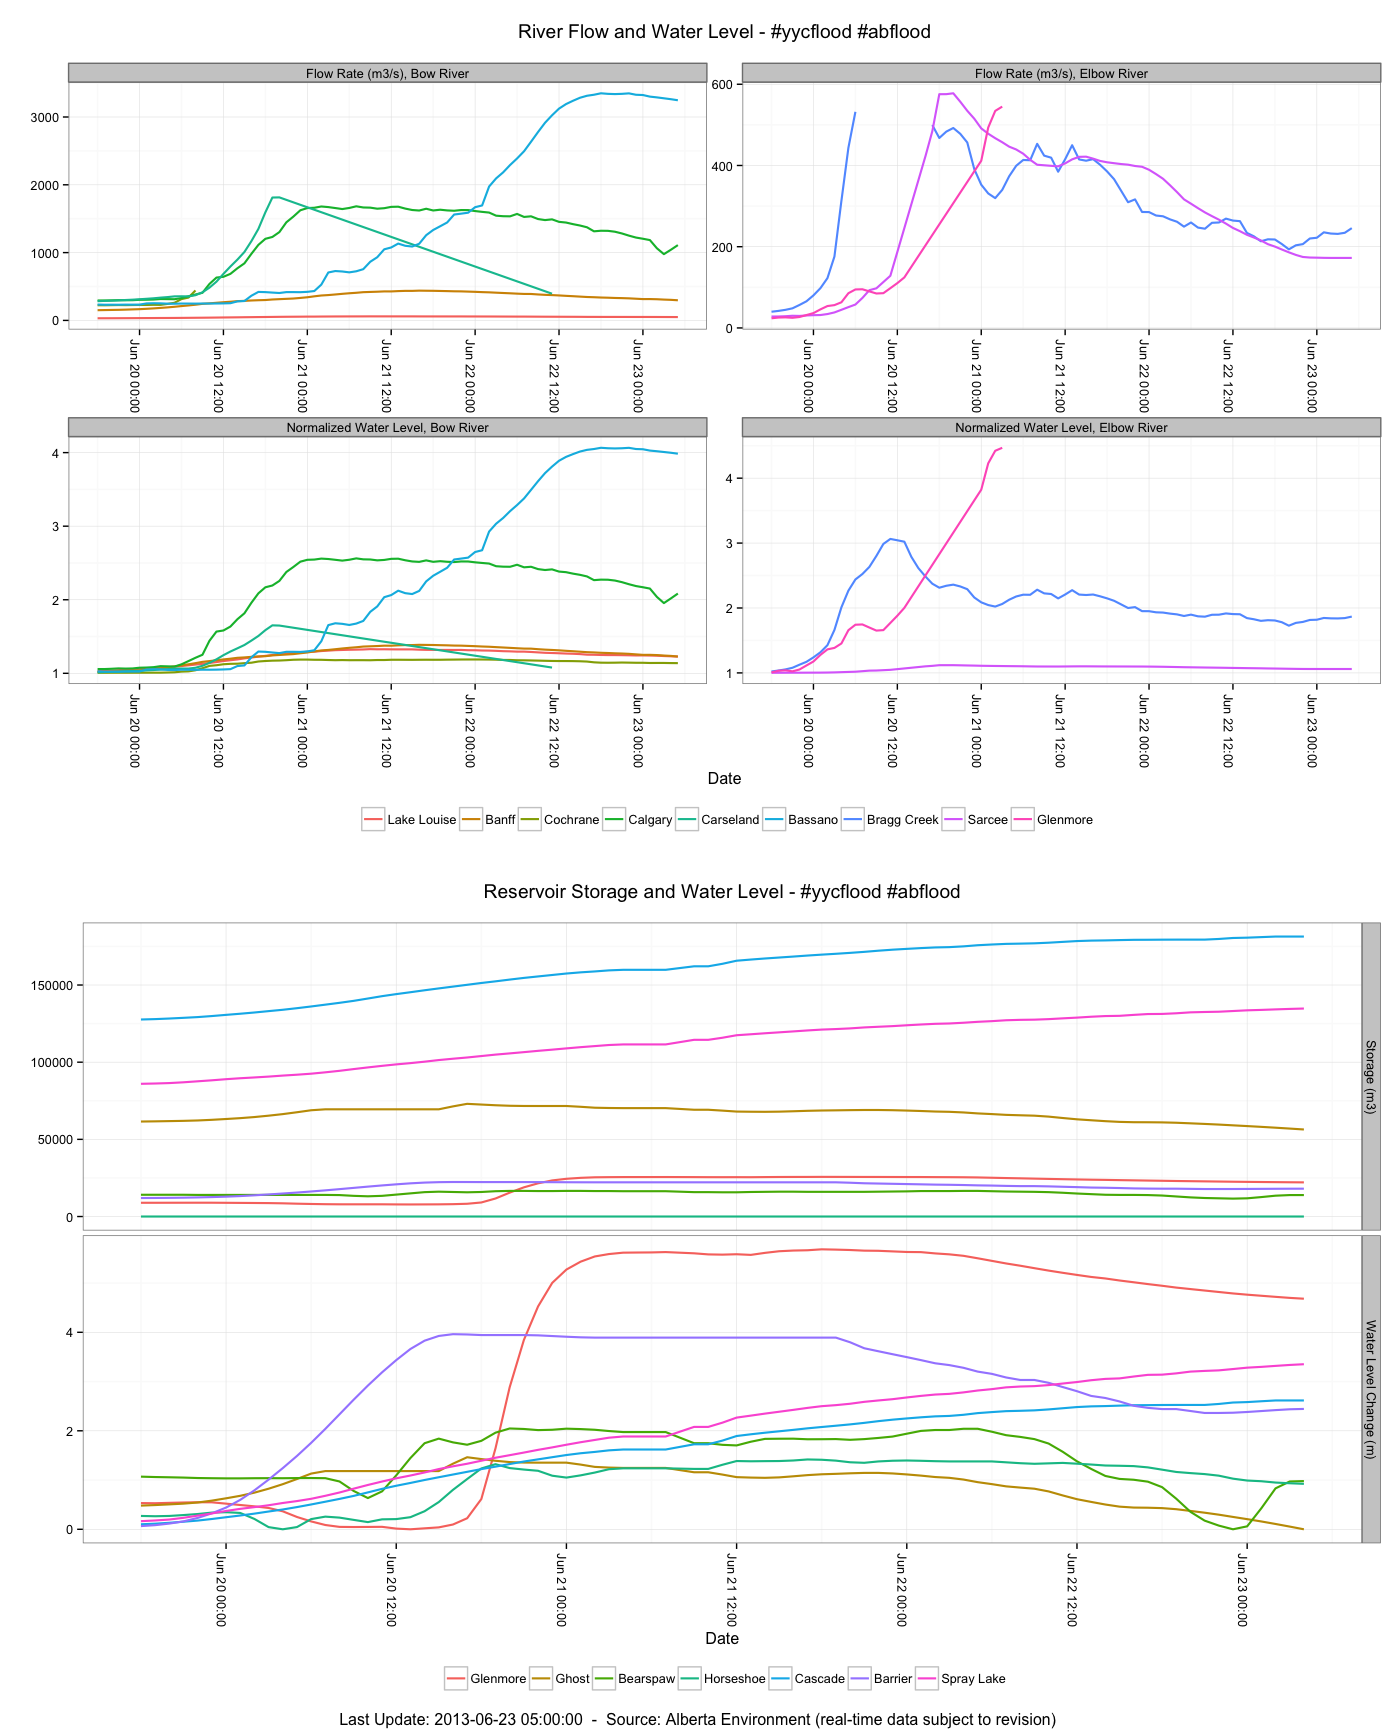 River Flow and Water Level - #yycflood #abflood
Flow Rate (m3/s), Bow River
Flow Rate (m3/s), Elbow River
3000
2000
1000
0
600
400
200
0
Jun 20 00:00
Jun 20 12:00
Jun 21 00:00
Jun 21 12:00
Jun 22 00:00
Jun 22 12:00
Jun 23 00:00
Jun 20 00:00
Jun 20 12:00
Jun 21 00:00
Jun 21 12:00
Jun 22 00:00
Jun 22 12:00
Jun 23 00:00
Normalized Water Level, Bow River
Normalized Water Level, Elbow River
4
3
2
1
4
3
2
1
Jun 20 00:00
Jun 20 12:00
Jun 21 00:00
Jun 21 12:00
Jun 22 00:00
Jun 22 12:00
Jun 23 00:00
Jun 20 00:00
Jun 20 12:00
Jun 21 00:00
Jun 21 12:00
Jun 22 00:00
Jun 22 12:00
Jun 23 00:00
Date
Lake Louise Banff Cochrane Calgary Carseland Bassano Bragg Creek Sarcee Glenmore
Reservoir Storage and Water Level - #yycflood #abflood
150000
100000
50000
0
Storage (m3)
4
2
0
Water Level Change (m)
Jun 20 00:00
Jun 20 12:00
Jun 21 00:00
Jun 21 12:00
Jun 22 00:00
Jun 22 12:00
Jun 23 00:00
Date
Glenmore Ghost Bearspaw Horseshoe Cascade Barrier Spray Lake
Last Update: 2013-06-23 05:00:00 - Source: Alberta Environment (real-time data subject to revision)